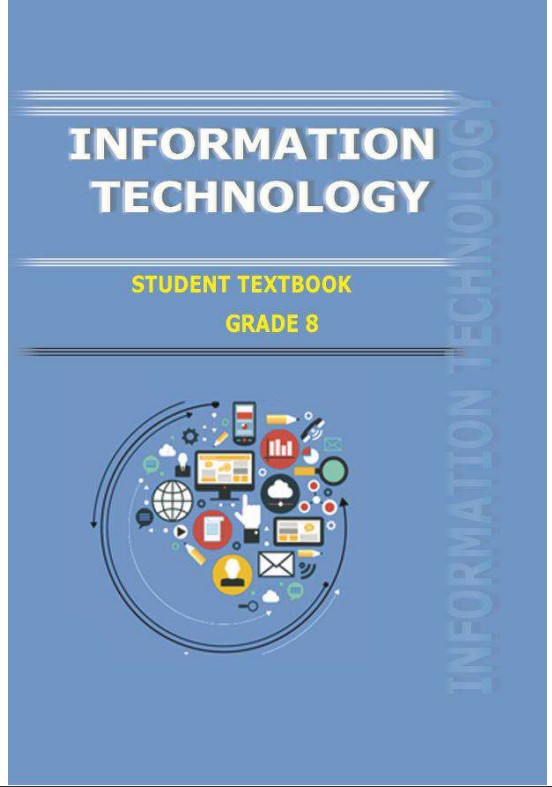 INFORMATION
TECHNOLOGY
STUDENT TEXTBOOK
GRADE 8
INFORMATION TECHNOLOGY